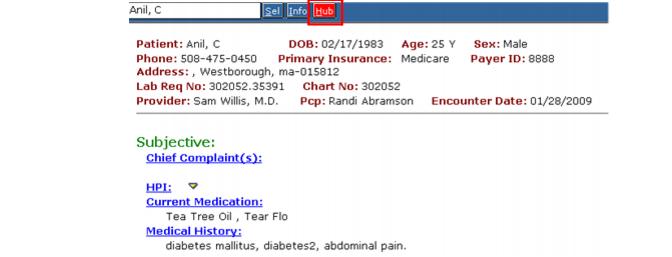 Anil, C Sel Info Hub
Patient: Anil, C DOB: 02/17/1983 Age: 25 Y Sex: Male
Phone: 508-475-0450 Primary Insurance: Medicare Payer ID: 8888
Address: , Westborough, ma-015812
Lab Req No: 302052.35391 Chart No: 302052
Provider: Sam Willis, M.D. Pcp: Randi Abramson Encounter Date: 01/28/2009
Subjective:
Chief Complaint(s):
HPI:
Current Medication:
Tea Tree Oil , Tear Flo
Medical History:
diabetes mallitus, diabetes2, abdominal pain.